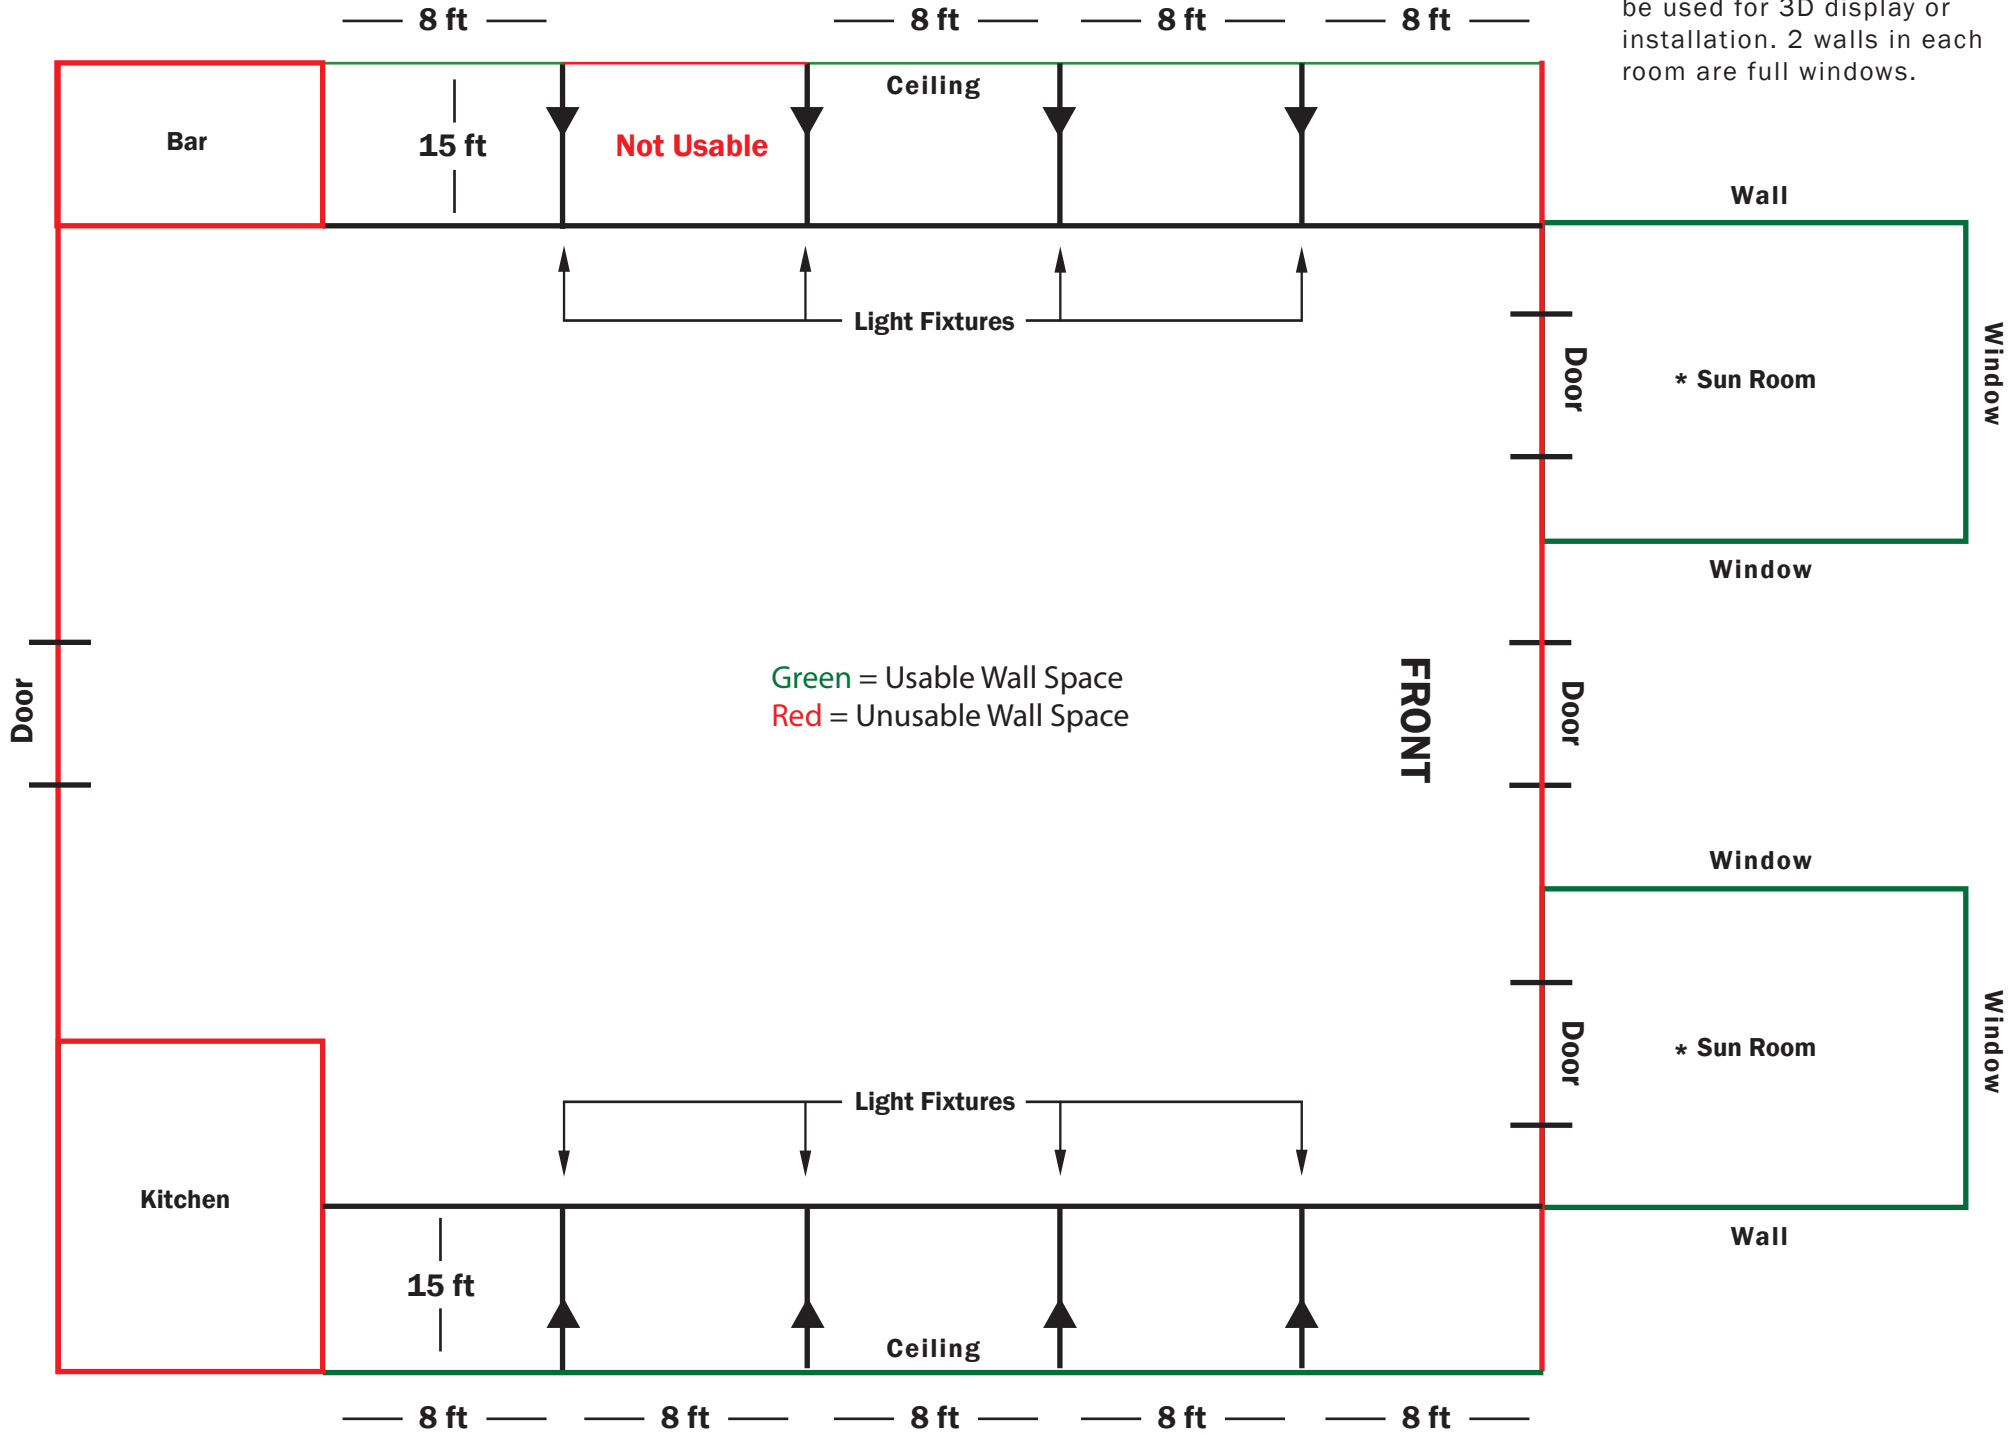 8 ft 8 ft 8 ft 8 ft
be used for 3D display or
installation. 2 walls in each
room are full windows.
Ceiling
Bar
15 ft
Not Usable
Wall
Light Fixtures
Window
Door
* Sun Room
Window
Green = Usable Wall Space
Red = Unusable Wall Space
FRONT
Door
Door
Window
Window
Door
* Sun Room
Light Fixtures
Kitchen
Wall
15 ft
Ceiling
8 ft 8 ft 8 ft 8 ft 8 ft